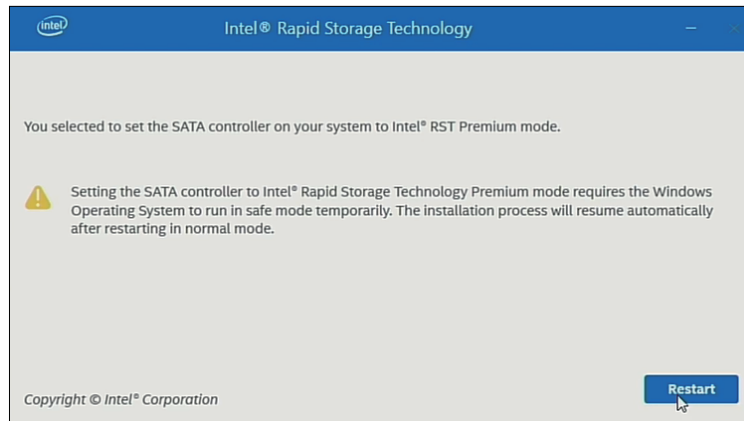 intel
Intel® Rapid Storage Technology
You selected to set the SATA controller on your system to Intel® RST Premium mode.
Setting the SATA controller to Intel® Rapid Storage Technology Premium mode requires the Windows
Operating System to run in safe mode temporarily. The installation process will resume automatically
after restarting in normal mode.
Copyright © Intel® Corporation
Restart